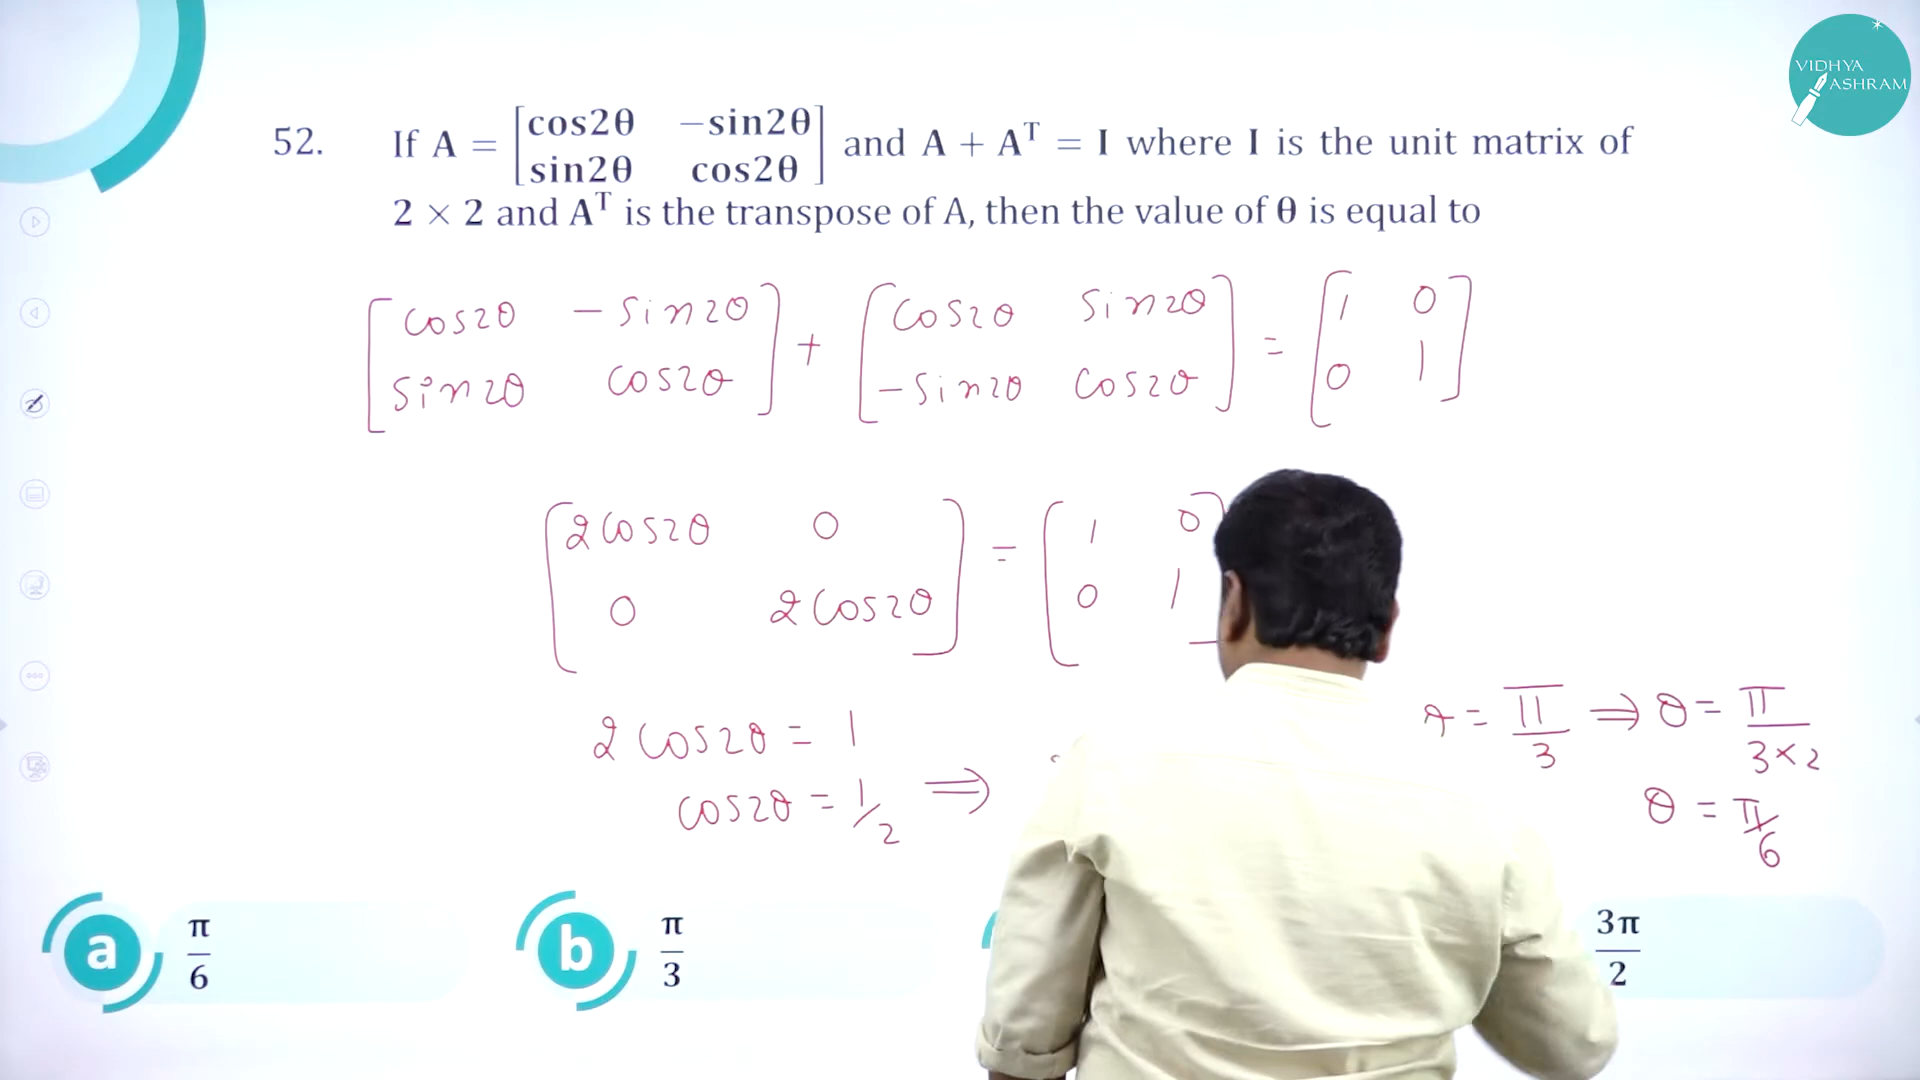 VIDHYA
ASHRAM
52. If A = [cos2θ −sin2θ] and A + Aᵀ = I where I is the unit matrix of
[sin2θ cos2θ]
2 × 2 and Aᵀ is the transpose of A, then the value of θ is equal to
[cos2θ −sin2θ] + [cos2θ sin2θ] = [1 0]
[sin2θ cos2θ] [−sin2θ cos2θ] [0 1]
[2cos2θ 0] = [1 0]
[0 2cos2θ] [0 1]
2cos2θ = 1
cos2θ = 1/2 ⟹
= π/3 ⟹ θ = π/(3×2)
θ = π/6
a π/6
b π/3
3π/2